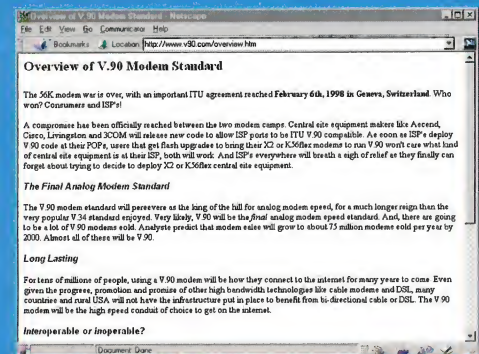 Overview of V.90 Modem Standard - Netscape
File Edit View Go Communicator Help
Bookmarks Location: http://www.v90.com/overview.htm
Overview of V.90 Modem Standard
The 56K modem war is over, with an important ITU agreement reached February 6th, 1998 in Geneva, Switzerland. Who
won? Consumers and ISP's!
A compromise has been officially reached between the two modem camps. Central site equipment makers like Ascend,
Cisco, Livingston and 3COM will release new code to allow ISP ports to be ITU V.90 compatible. As soon as ISP's deploy
V.90 code at their POPs, users that get flash upgrades to bring their X2 or K56flex modems to run V.90 won't care what kind
of central site equipment is at their ISP, both will work. And ISP's everywhere will breath a sigh of relief as they finally can
forget about trying to decide to deploy X2 or K56flex central site equipment.
The Final Analog Modem Standard
The V.90 modem standard will persevere as the king of the hill for analog modem speed, for a much longer reign than the
very popular V.34 standard enjoyed. Very likely, V.90 will be the final analog modem speed standard. And, there are going
to be a lot of V.90 modems sold. Analysts predict that modem sales will grow to about 75 million modems sold per year by
2000. Almost all of these will be V.90.
Long Lasting
For tens of millions of people, using a V.90 modem will be how they connect to the internet for many years to come. Even
given the progress, promotion and promise of other high bandwidth technologies like cable modems and DSL, many
countries and rural USA will not have the infrastructure put in place to benefit from bi-directional cable or DSL. The V.90
modem will be the high speed conduit of choice to get on the internet.
Interoperable or inoperable?
Document: Done